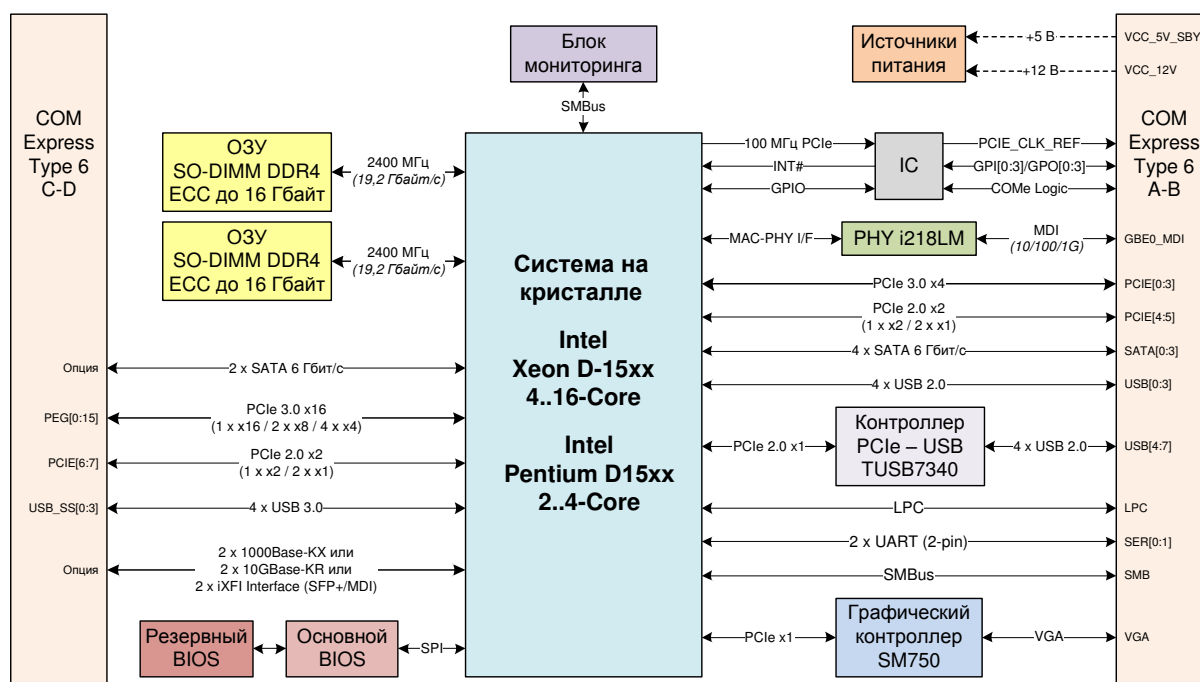 Блок
мониторинга
Источники
питания
+5 В
VCC_5V_SBY
+12 В
VCC_12V
SMBus
COM
Express
Type 6
C-D
ОЗУ
SO-DIMM DDR4
ECC до 16 Гбайт
2400 МГц
(19,2 Гбайт/с)
ОЗУ
SO-DIMM DDR4
ECC до 16 Гбайт
2400 МГц
(19,2 Гбайт/с)
Опция
2 x SATA 6 Гбит/с
PEG[0:15]
PCIe 3.0 x16
(1 x x16 / 2 x x8 / 4 x x4)
PCIE[6:7]
PCIe 2.0 x2
(1 x x2 / 2 x x1)
USB_SS[0:3]
4 x USB 3.0
Опция
2 x 1000Base-KX или
2 x 10GBase-KR или
2 x iXFI Interface (SFP+/MDI)
Резервный
BIOS
Основной
BIOS
SPI
Система на
кристалле
Intel
Xeon D-15xx
4..16-Core
Intel
Pentium D15xx
2..4-Core
100 МГц PCIe
INT#
GPIO
IC
PCIE_CLK_REF
GPI[0:3]/GPO[0:3]
COMe Logic
COM
Express
Type 6
A-B
MAC-PHY I/F
PHY i218LM
MDI
(10/100/1G)
GBE0_MDI
PCIe 3.0 x4
PCIE[0:3]
PCIe 2.0 x2
(1 x x2 / 2 x x1)
PCIE[4:5]
4 x SATA 6 Гбит/с
SATA[0:3]
4 x USB 2.0
USB[0:3]
PCIe 2.0 x1
Контроллер
PCIe – USB
TUSB7340
4 x USB 2.0
USB[4:7]
LPC
LPC
2 x UART (2-pin)
SER[0:1]
SMBus
SMB
PCIe x1
Графический
контроллер
SM750
VGA
VGA